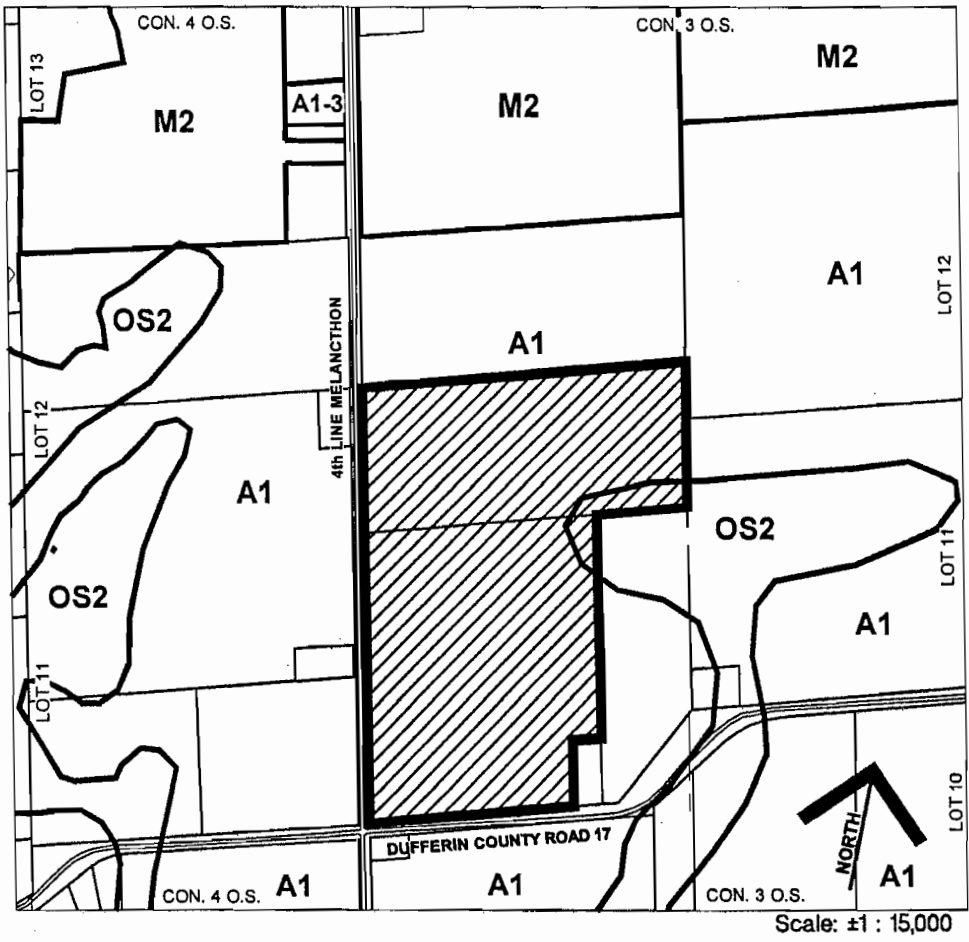 CON. 4 O.S.
CON. 3 O.S.
LOT 13
M2
A1-3
M2
M2
A1
LOT 12
OS2
A1
4th LINE MELANCTHON
LOT 12
A1
OS2
LOT 11
OS2
A1
LOT 11
DUFFERIN COUNTY ROAD 17
CON. 4 O.S.
A1
A1
CON. 3 O.S.
NORTH
A1
LOT 10
Scale: ±1 : 15,000